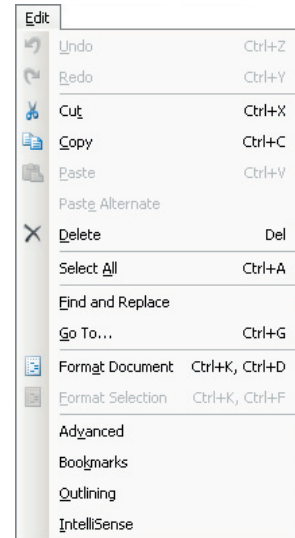 Edit
Undo Ctrl+Z
Redo Ctrl+Y
Cut Ctrl+X
Copy Ctrl+C
Paste Ctrl+V
Paste Alternate
Delete Del
Select All Ctrl+A
Find and Replace
Go To... Ctrl+G
Format Document Ctrl+K, Ctrl+D
Format Selection Ctrl+K, Ctrl+F
Advanced
Bookmarks
Outlining
IntelliSense